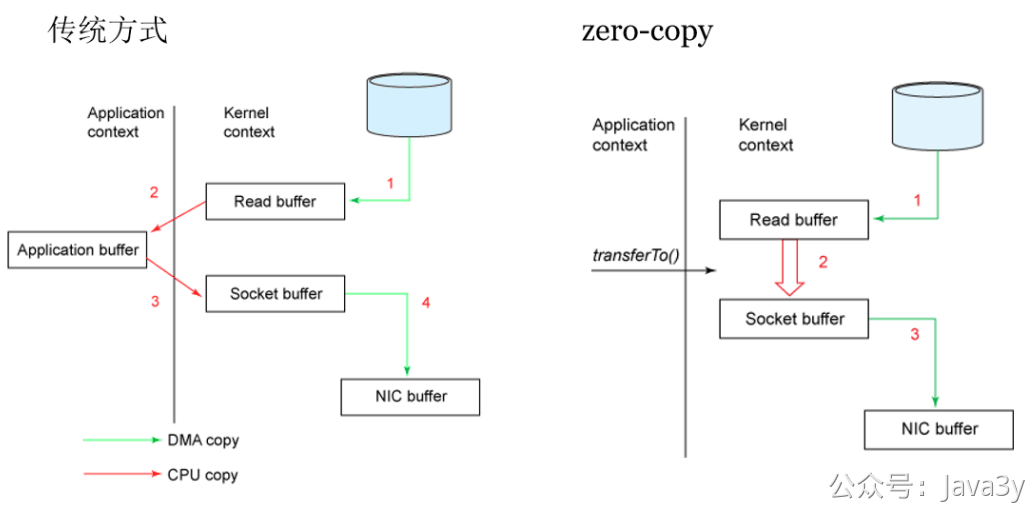 传统方式
Application
context
Kernel
context
1
2
Read buffer
Application buffer
3
Socket buffer
4
NIC buffer
DMA copy
CPU copy
zero-copy
Application
context
Kernel
context
1
Read buffer
transferTo()
2
Socket buffer
3
NIC buffer
公众号：Java3y